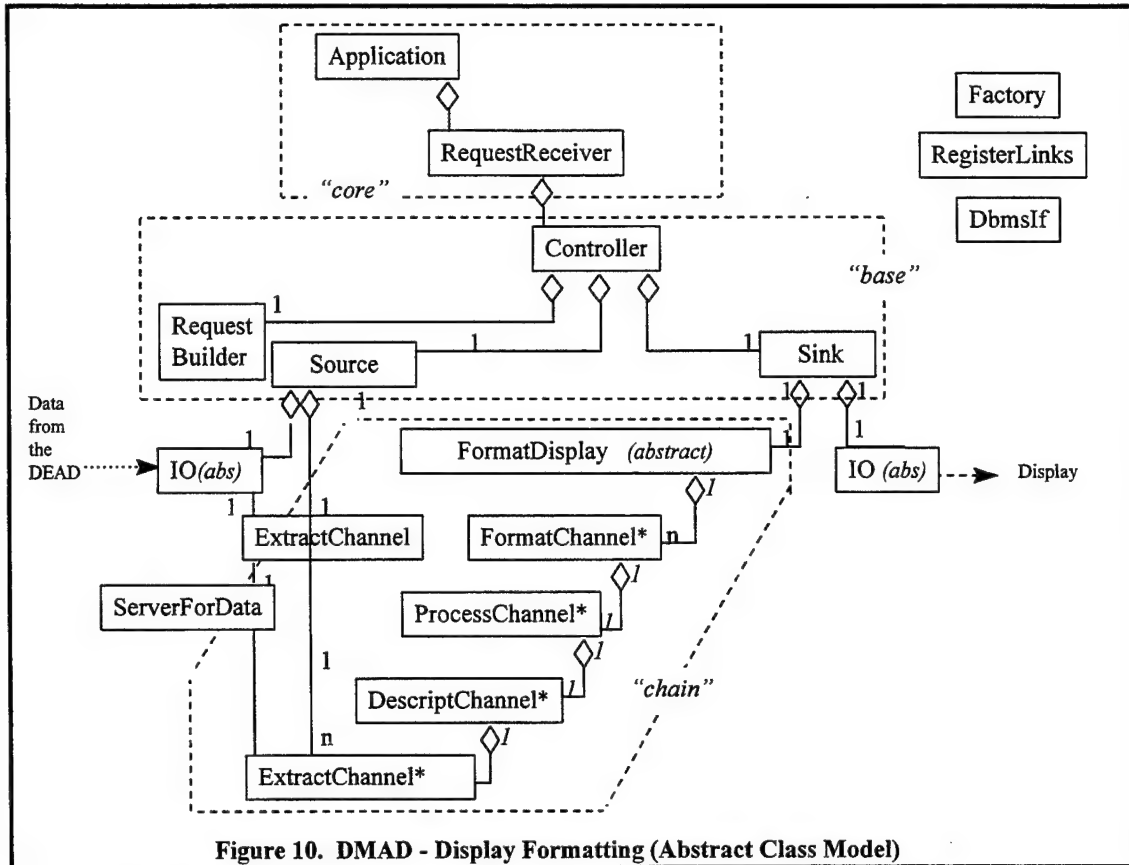 Application
Factory
RequestReceiver
RegisterLinks
"core"
DbmsIf
Controller
"base"
1
Request
Builder
1
Source
1
Sink
1
1
1
Data
from
the
DEAD
1
IO(abs)
1
FormatDisplay (abstract)
1
IO (abs)
Display
1
1
1
ExtractChannel
FormatChannel*
n
1
1
ServerForData
ProcessChannel*
1
1
1
DescriptChannel*
1
"chain"
1
n
ExtractChannel*
Figure 10. DMAD - Display Formatting (Abstract Class Model)